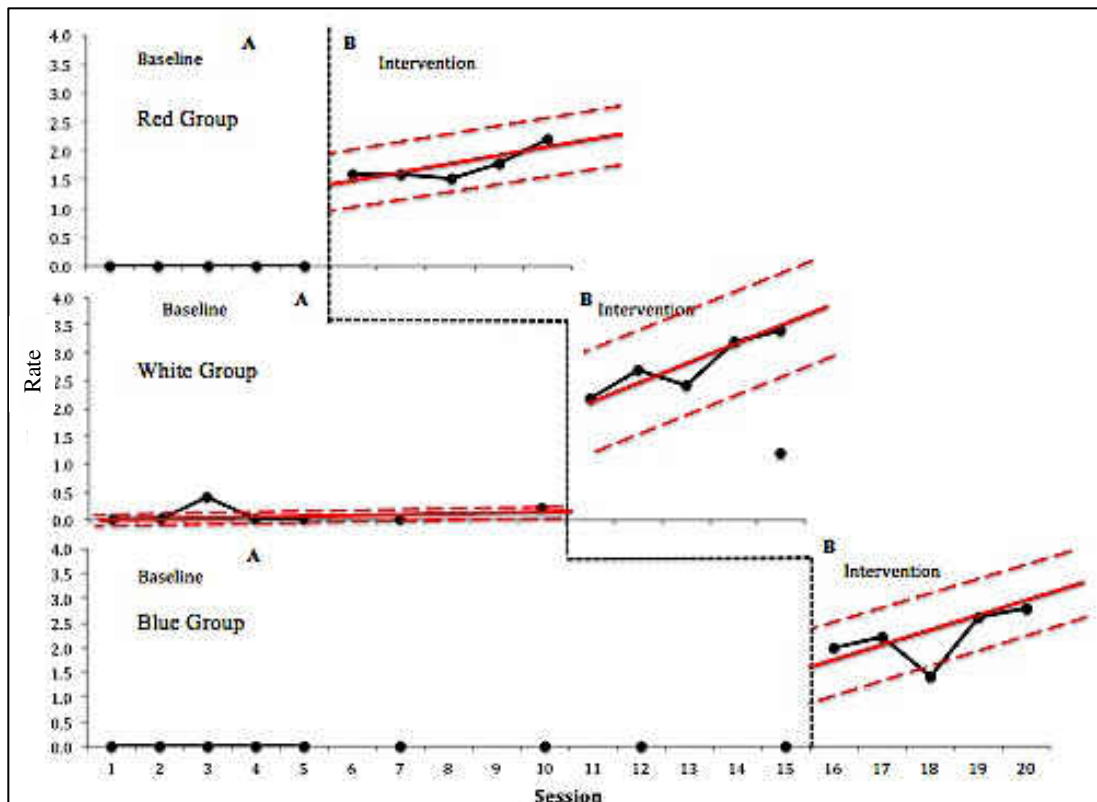 A B
Baseline Intervention
Red Group
4.0
3.5
3.0
2.5
2.0
1.5
1.0
0.5
0.0
A B
Baseline Intervention
White Group
4.0
3.5
3.0
2.5
2.0
1.5
1.0
0.5
0.0
Rate
A B
Baseline Intervention
Blue Group
4.0
3.5
3.0
2.5
2.0
1.5
1.0
0.5
0.0
1 2 3 4 5 6 7 8 9 10 11 12 13 14 15 16 17 18 19 20
Session